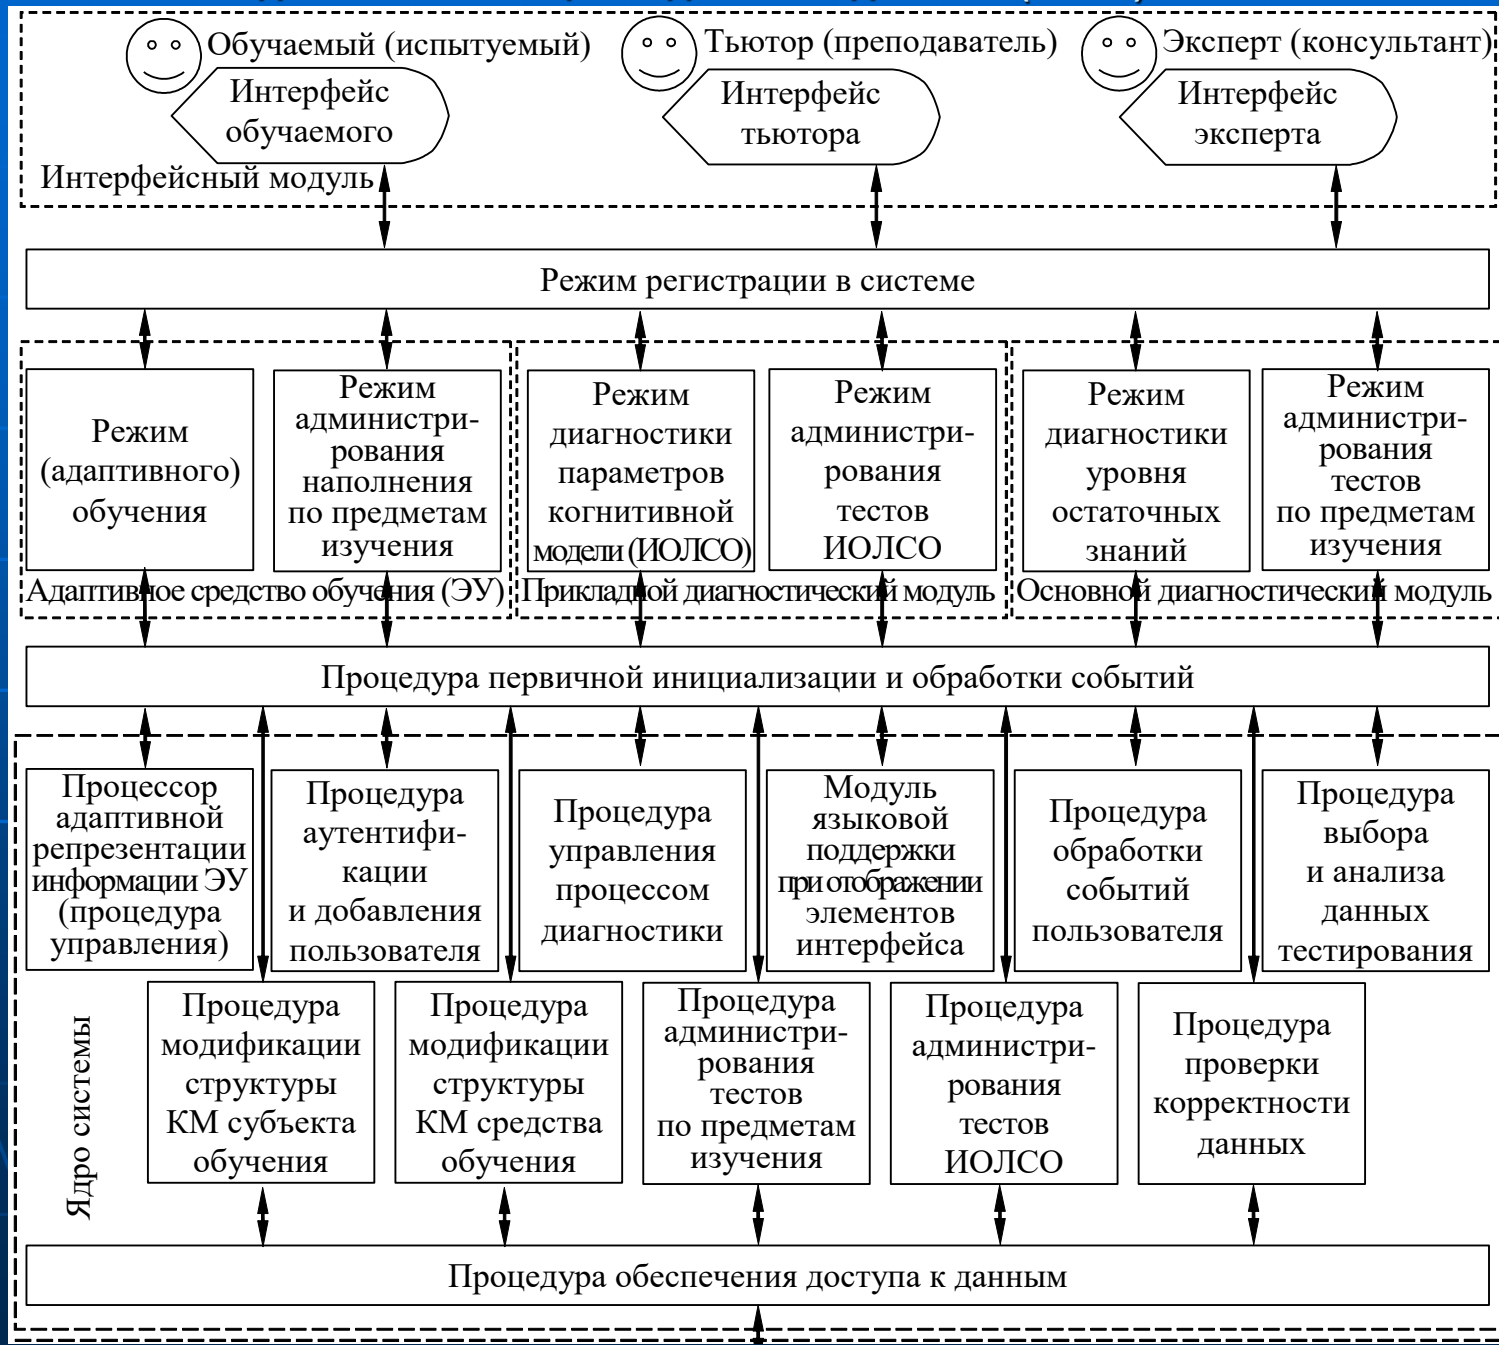 Обучаемый (испытуемый)
Тьютор (преподаватель)
Эксперт (консультант)
Интерфейс
обучаемого
Интерфейс
тьютора
Интерфейс
эксперта
Интерфейсный модуль
Режим регистрации в системе
Режим
(адаптивного)
обучения
Режим
администри-
рования
наполнения
по предметам
изучения
Режим
диагностики
параметров
когнитивной
модели (ИОЛСО)
Режим
администри-
рования
тестов
ИОЛСО
Режим
диагностики
уровня
остаточных
знаний
Режим
администри-
рования
тестов
по предметам
изучения
Адаптивное средство обучения (ЭУ)
Прикладной диагностический модуль
Основной диагностический модуль
Процедура первичной инициализации и обработки событий
Процессор
адаптивной
репрезентации
информации ЭУ
(процедура
управления)
Процедура
аутентифи-
кации
и добавления
пользователя
Процедура
управления
процессом
диагностики
Модуль
языковой
поддержки
при отображении
элементов
интерфейса
Процедура
обработки
событий
пользователя
Процедура
выбора
и анализа
данных
тестирования
Ядро системы
Процедура
модификации
структуры
КМ субъекта
обучения
Процедура
модификации
структуры
КМ средства
обучения
Процедура
администри-
рования
тестов
по предметам
изучения
Процедура
администри-
рования
тестов
ИОЛСО
Процедура
проверки
корректности
данных
Процедура обеспечения доступа к данным